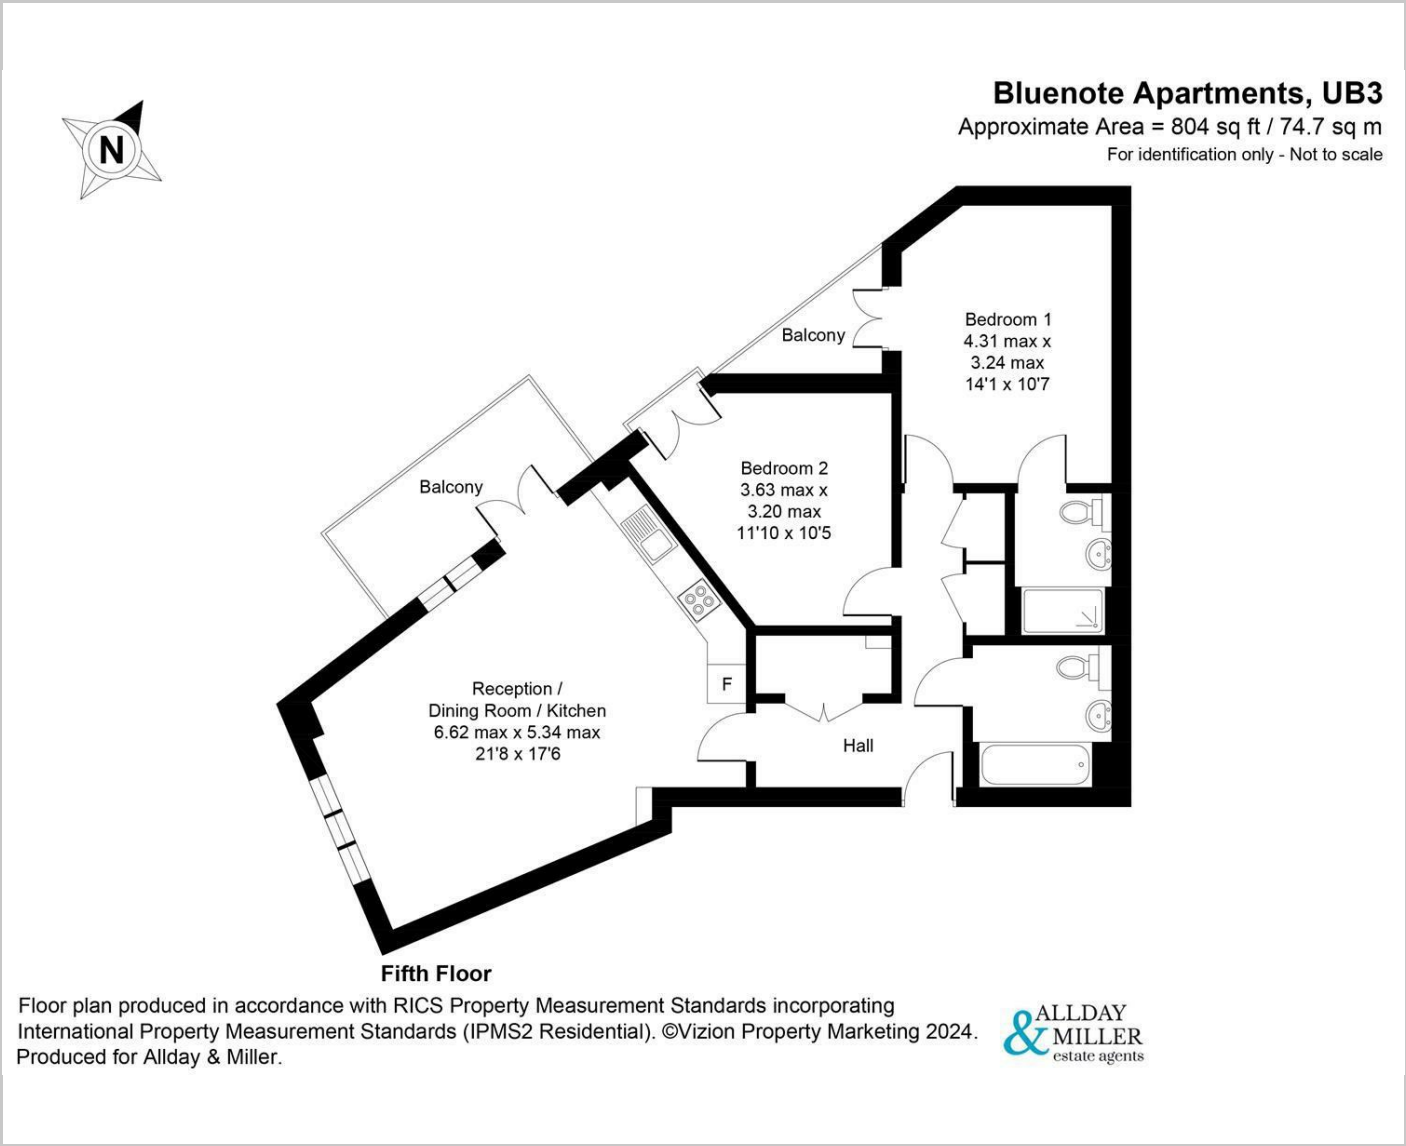 N
Bluenote Apartments, UB3
Approximate Area = 804 sq ft / 74.7 sq m
For identification only - Not to scale
Balcony
Bedroom 1
4.31 max x
3.24 max
14'1 x 10'7
Balcony
Bedroom 2
3.63 max x
3.20 max
11'10 x 10'5
Reception /
Dining Room / Kitchen
6.62 max x 5.34 max
21'8 x 17'6
F
Hall
Fifth Floor
Floor plan produced in accordance with RICS Property Measurement Standards incorporating
International Property Measurement Standards (IPMS2 Residential). ©Vizion Property Marketing 2024.
Produced for Allday & Miller.
ALLDAY
& MILLER
estate agents